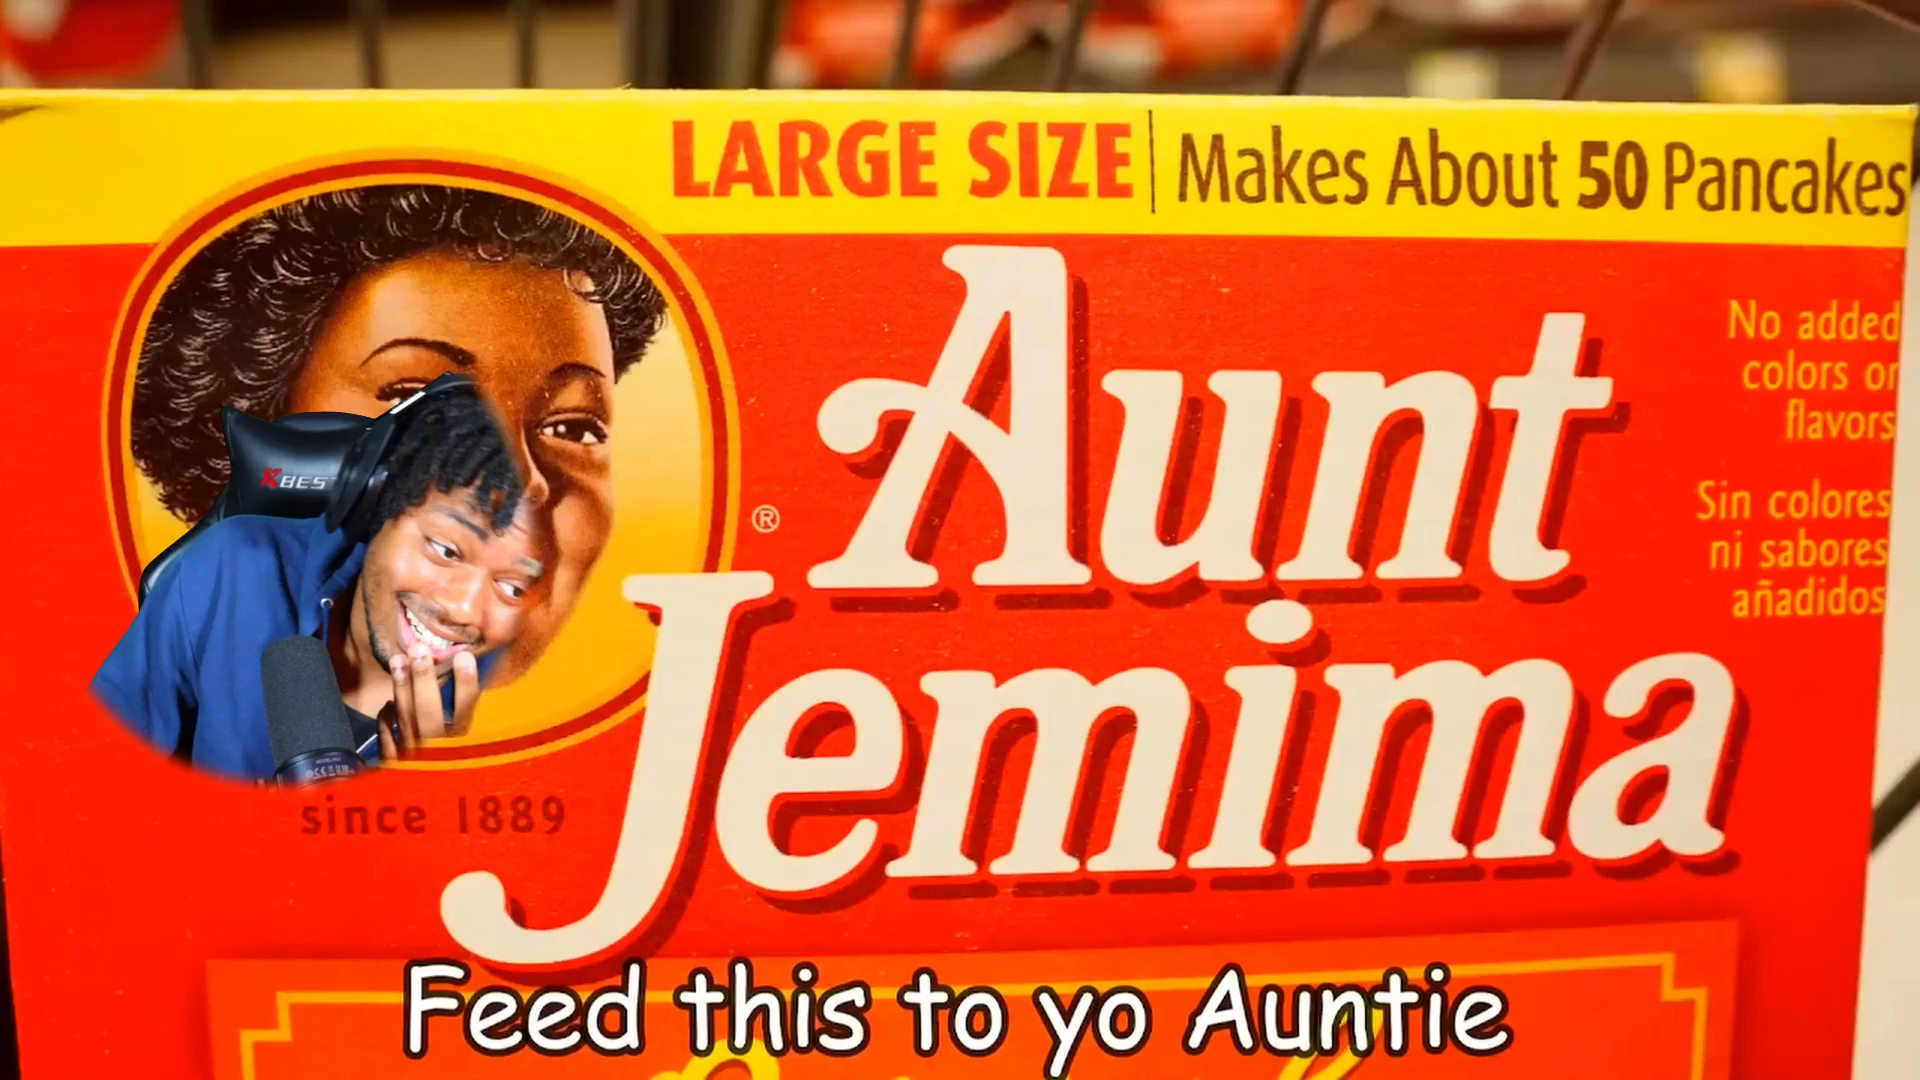 LARGE SIZE | Makes About 50 Pancakes
Aunt
Jemima
®
No added
colors or
flavors
Sin colores
ni sabores
añadidos
KBES
since 1889
Feed this to yo Auntie